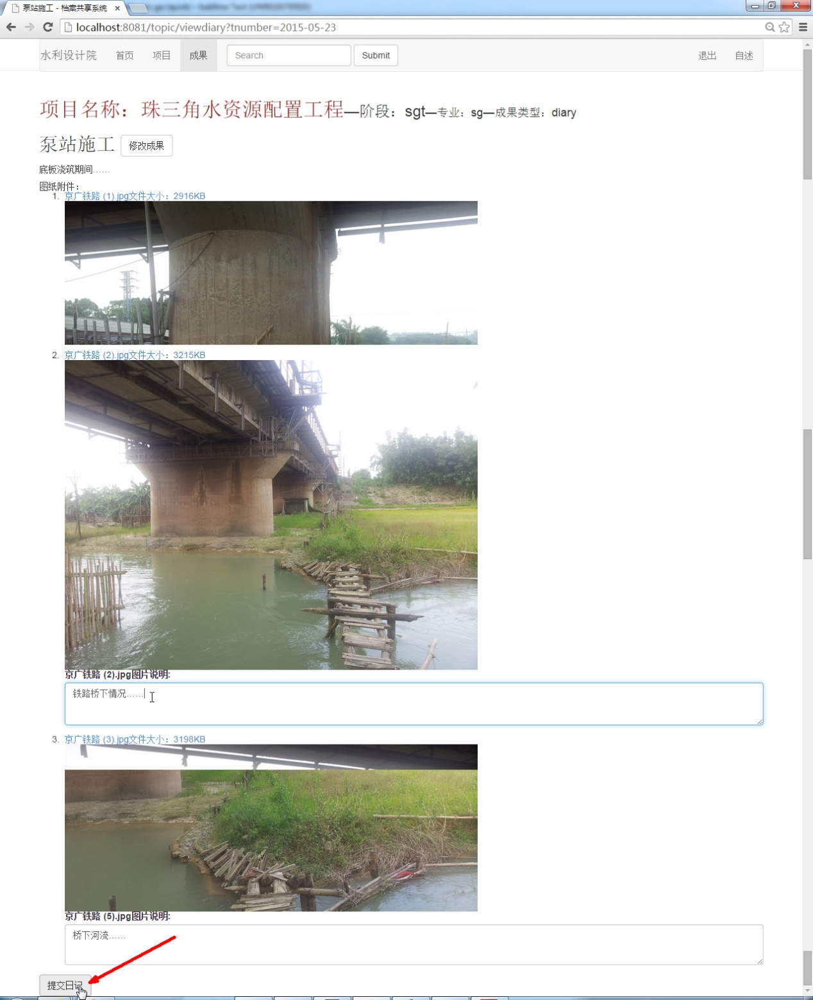 泵站施工 - 档案共享系统
localhost:8081/topic/viewdiary?tnumber=2015-05-23
水利设计院 首页 项目 成果 Search Submit 退出 自述
项目名称：珠三角水资源配置工程—阶段：sgt—专业：sg—成果类型：diary
泵站施工 修改成果
底板浇筑期间……
图纸附件：
1. 京广铁路 (1).jpg文件大小：2916KB
2. 京广铁路 (2).jpg文件大小：3215KB
京广铁路 (2).jpg图片说明:
铁路桥下情况……
3. 京广铁路 (3).jpg文件大小：3198KB
京广铁路 (5).jpg图片说明:
桥下河流……
提交日记